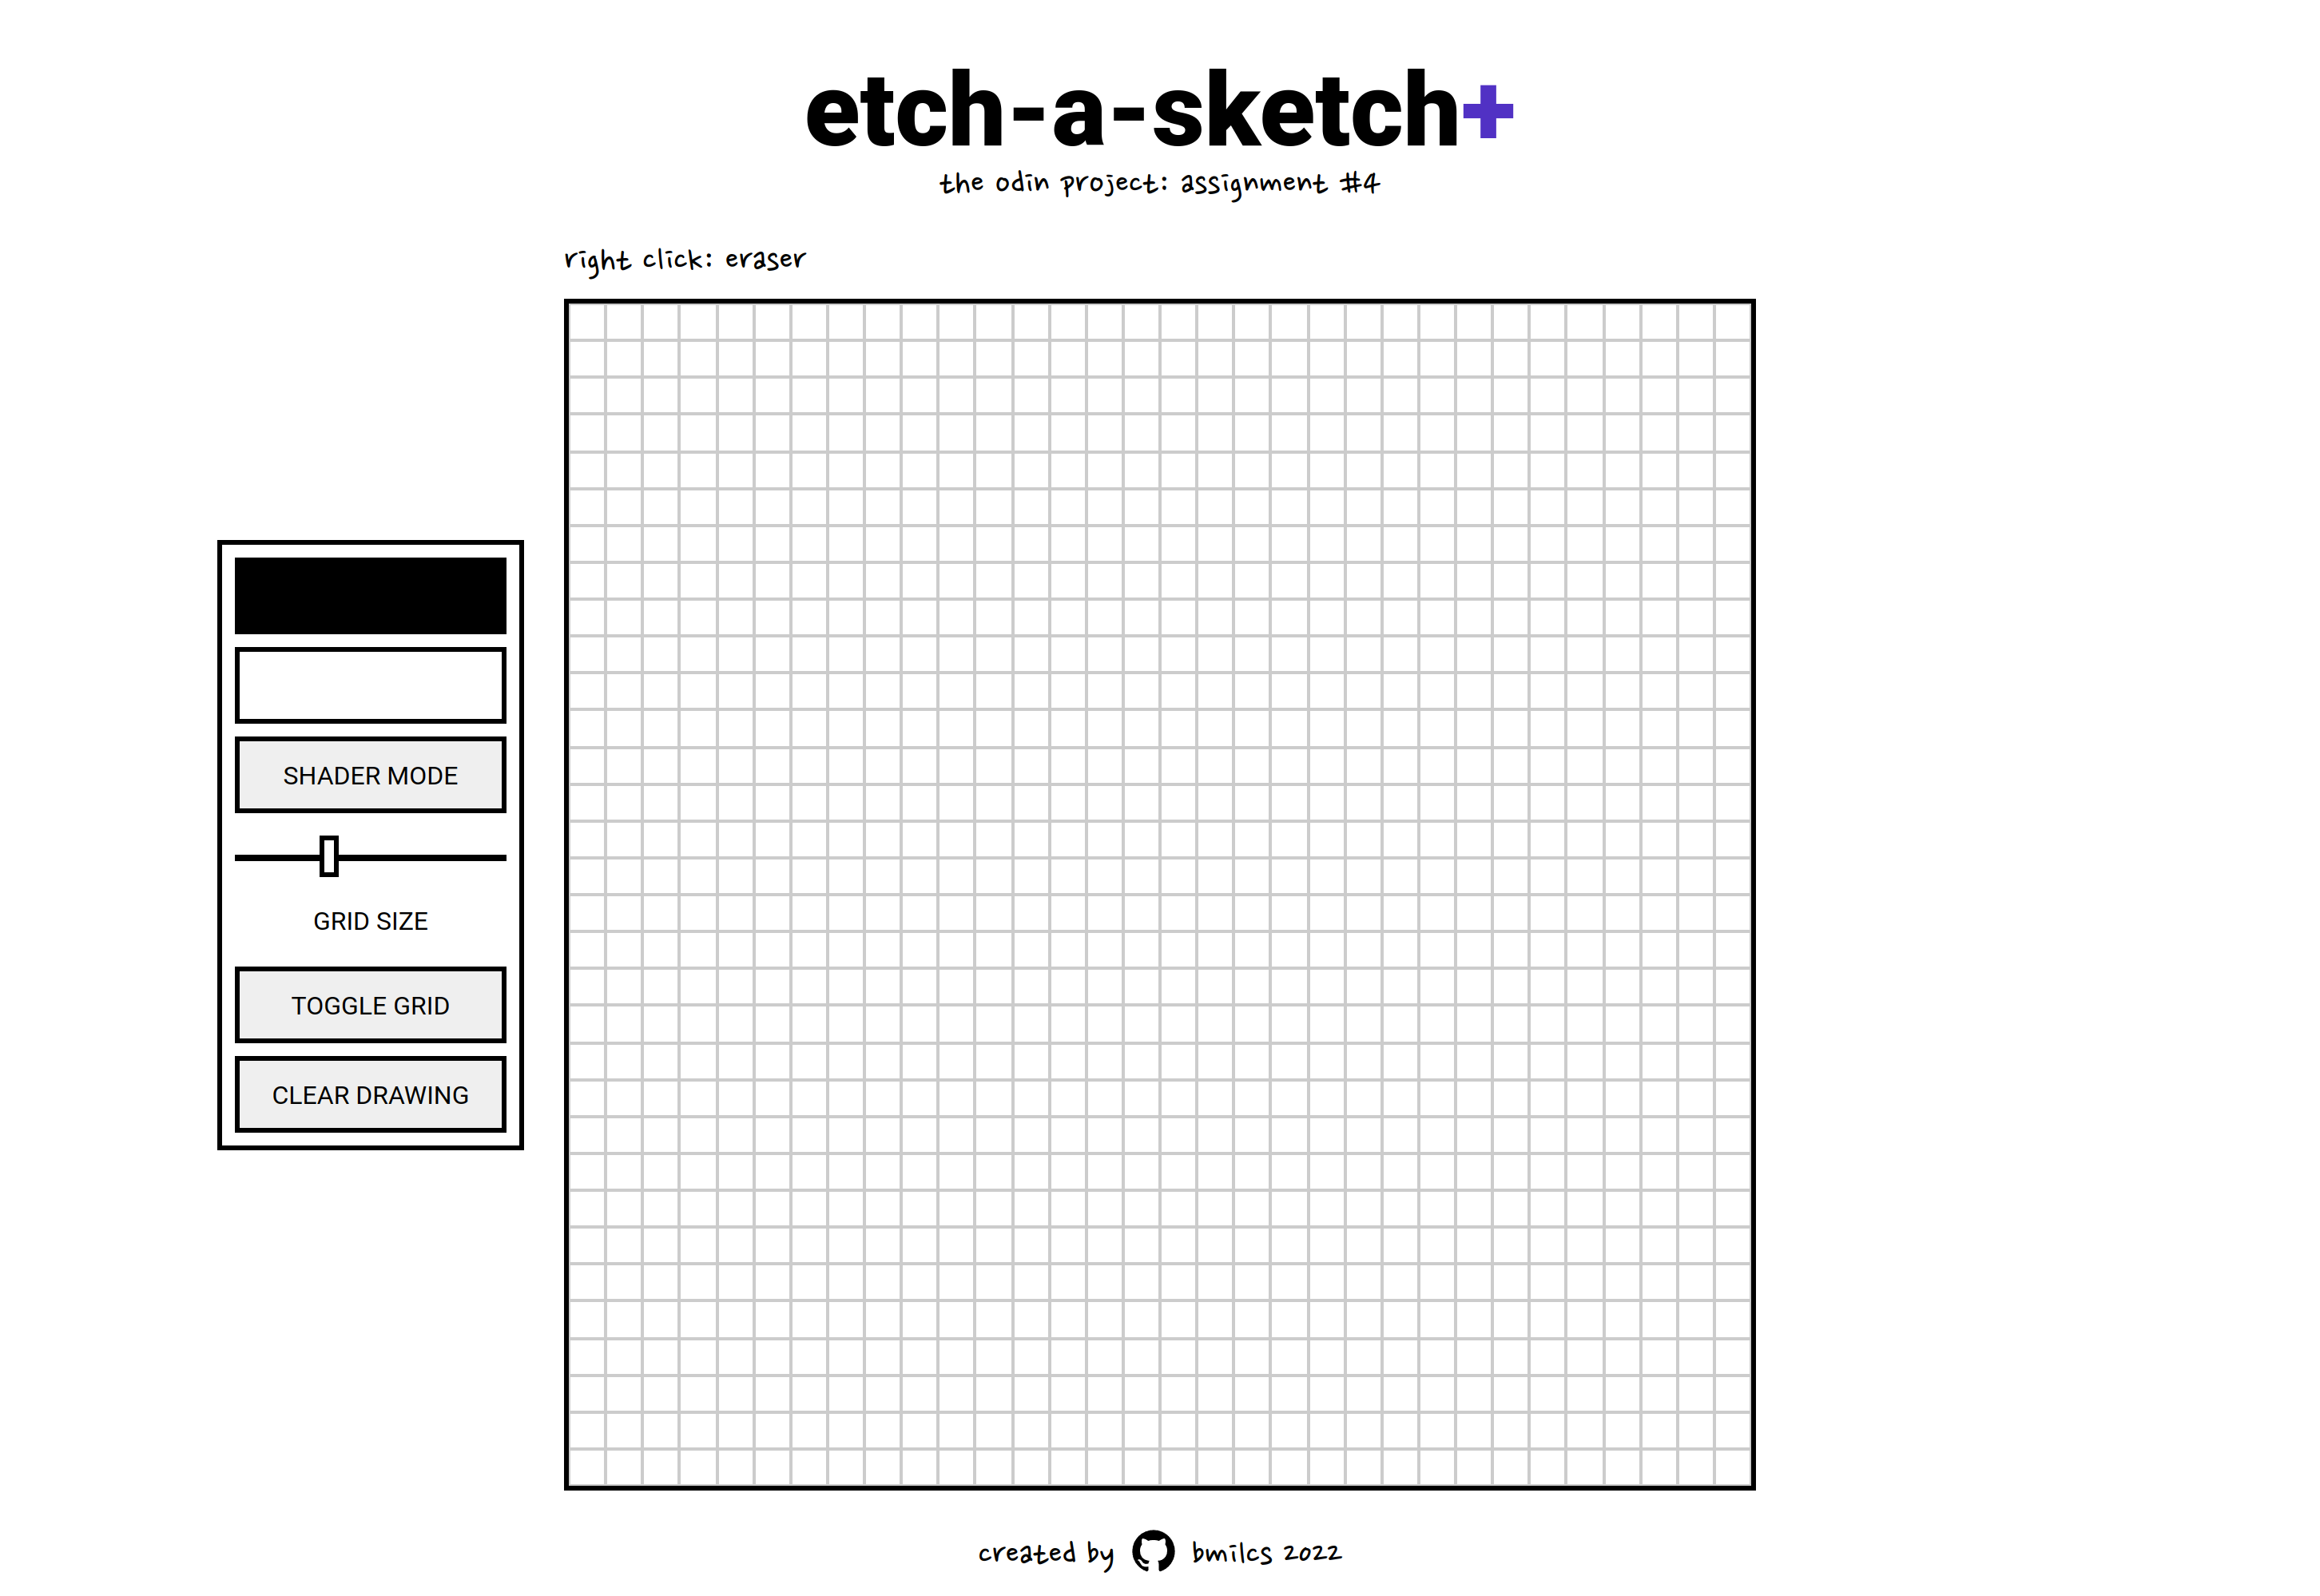 etch-a-sketch+
the odin project: assignment #4
right click: eraser
SHADER MODE
GRID SIZE
TOGGLE GRID
CLEAR DRAWING
created by bmilcs 2022